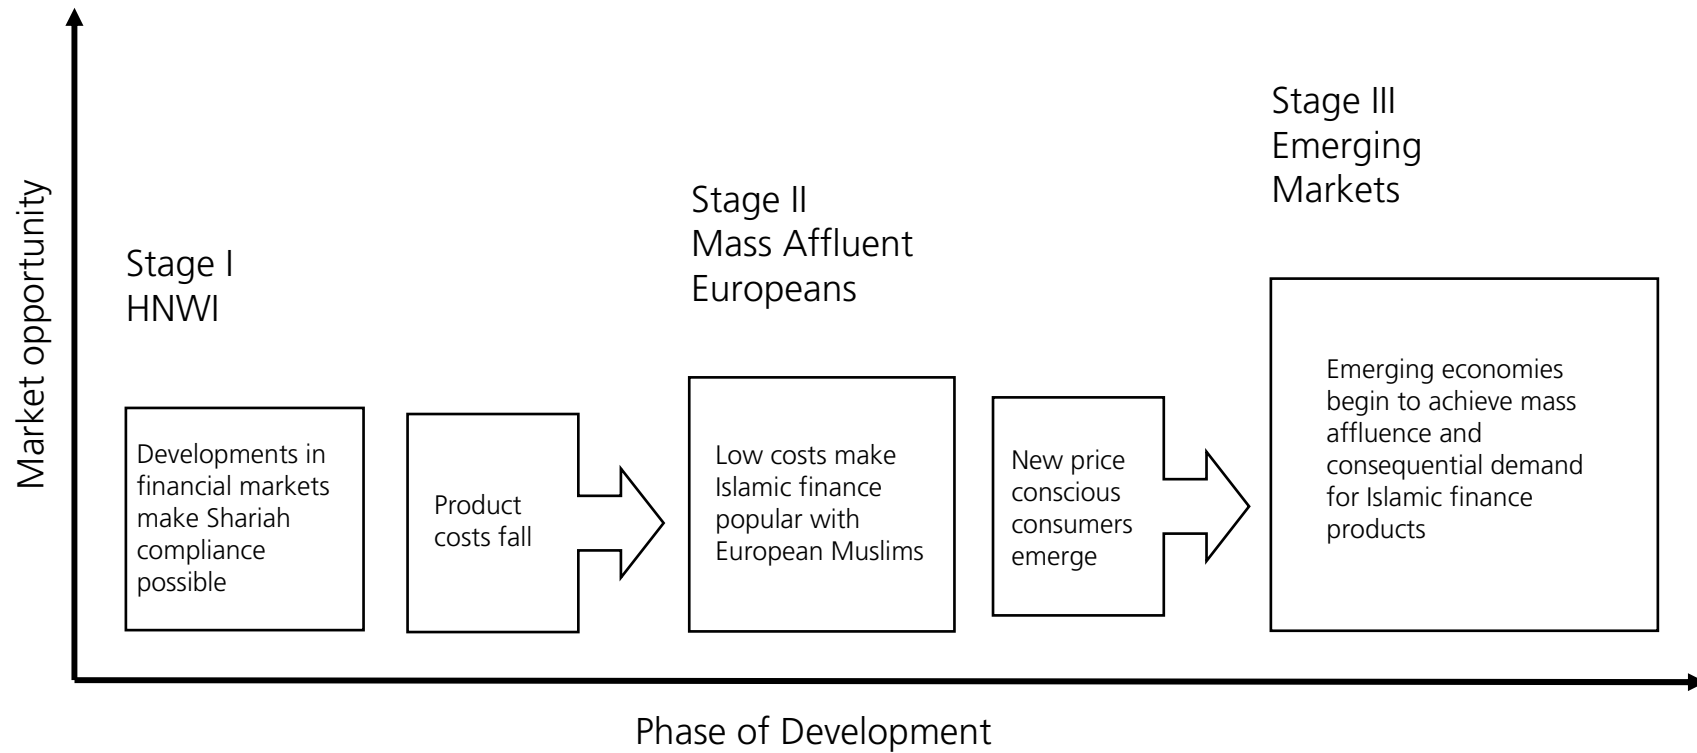 Market opportunity
Stage I
HNWI
Developments in
financial markets
make Shariah
compliance
possible
Product
costs fall
Stage II
Mass Affluent
Europeans
Low costs make
Islamic finance
popular with
European Muslims
New price
conscious
consumers
emerge
Stage III
Emerging
Markets
Emerging economies
begin to achieve mass
affluence and
consequential demand
for Islamic finance
products
Phase of Development